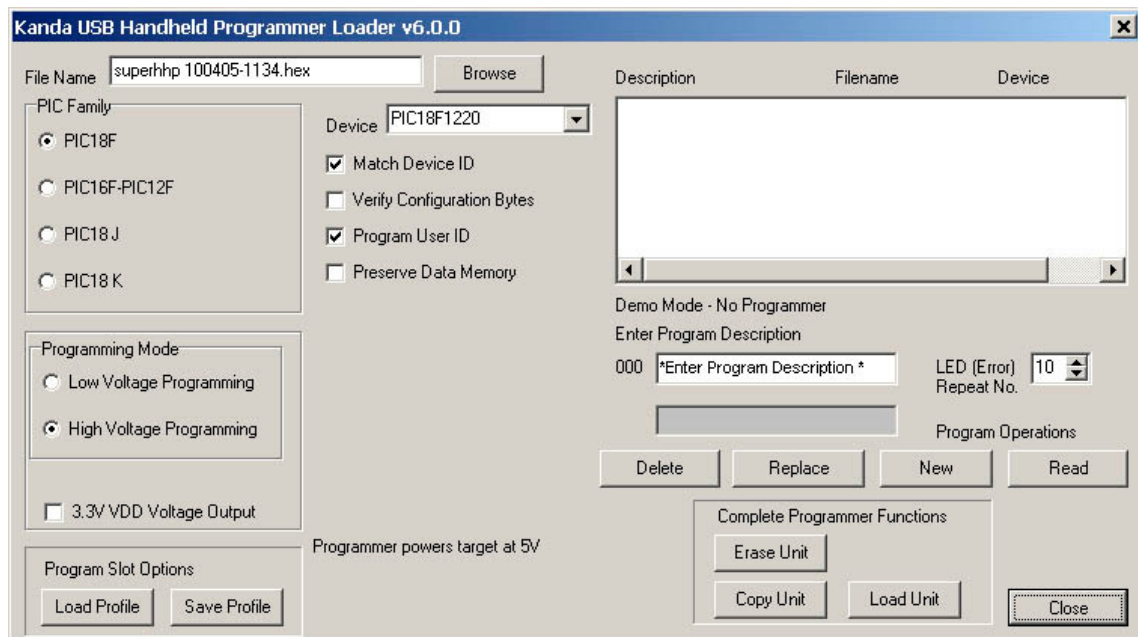 Kanda USB Handheld Programmer Loader v6.0.0
File Name superhhp 100405-1134.hex Browse
PIC Family
PIC18F
PIC16F-PIC12F
PIC18 J
PIC18 K
Device PIC18F1220
Match Device ID
Verify Configuration Bytes
Program User ID
Preserve Data Memory
Programming Mode
Low Voltage Programming
High Voltage Programming
3.3V VDD Voltage Output
Program Slot Options
Load Profile Save Profile
Programmer powers target at 5V
Description Filename Device
Demo Mode - No Programmer
Enter Program Description
000 *Enter Program Description *
LED (Error) 10
Repeat No.
Program Operations
Delete Replace New Read
Complete Programmer Functions
Erase Unit
Copy Unit Load Unit
Close